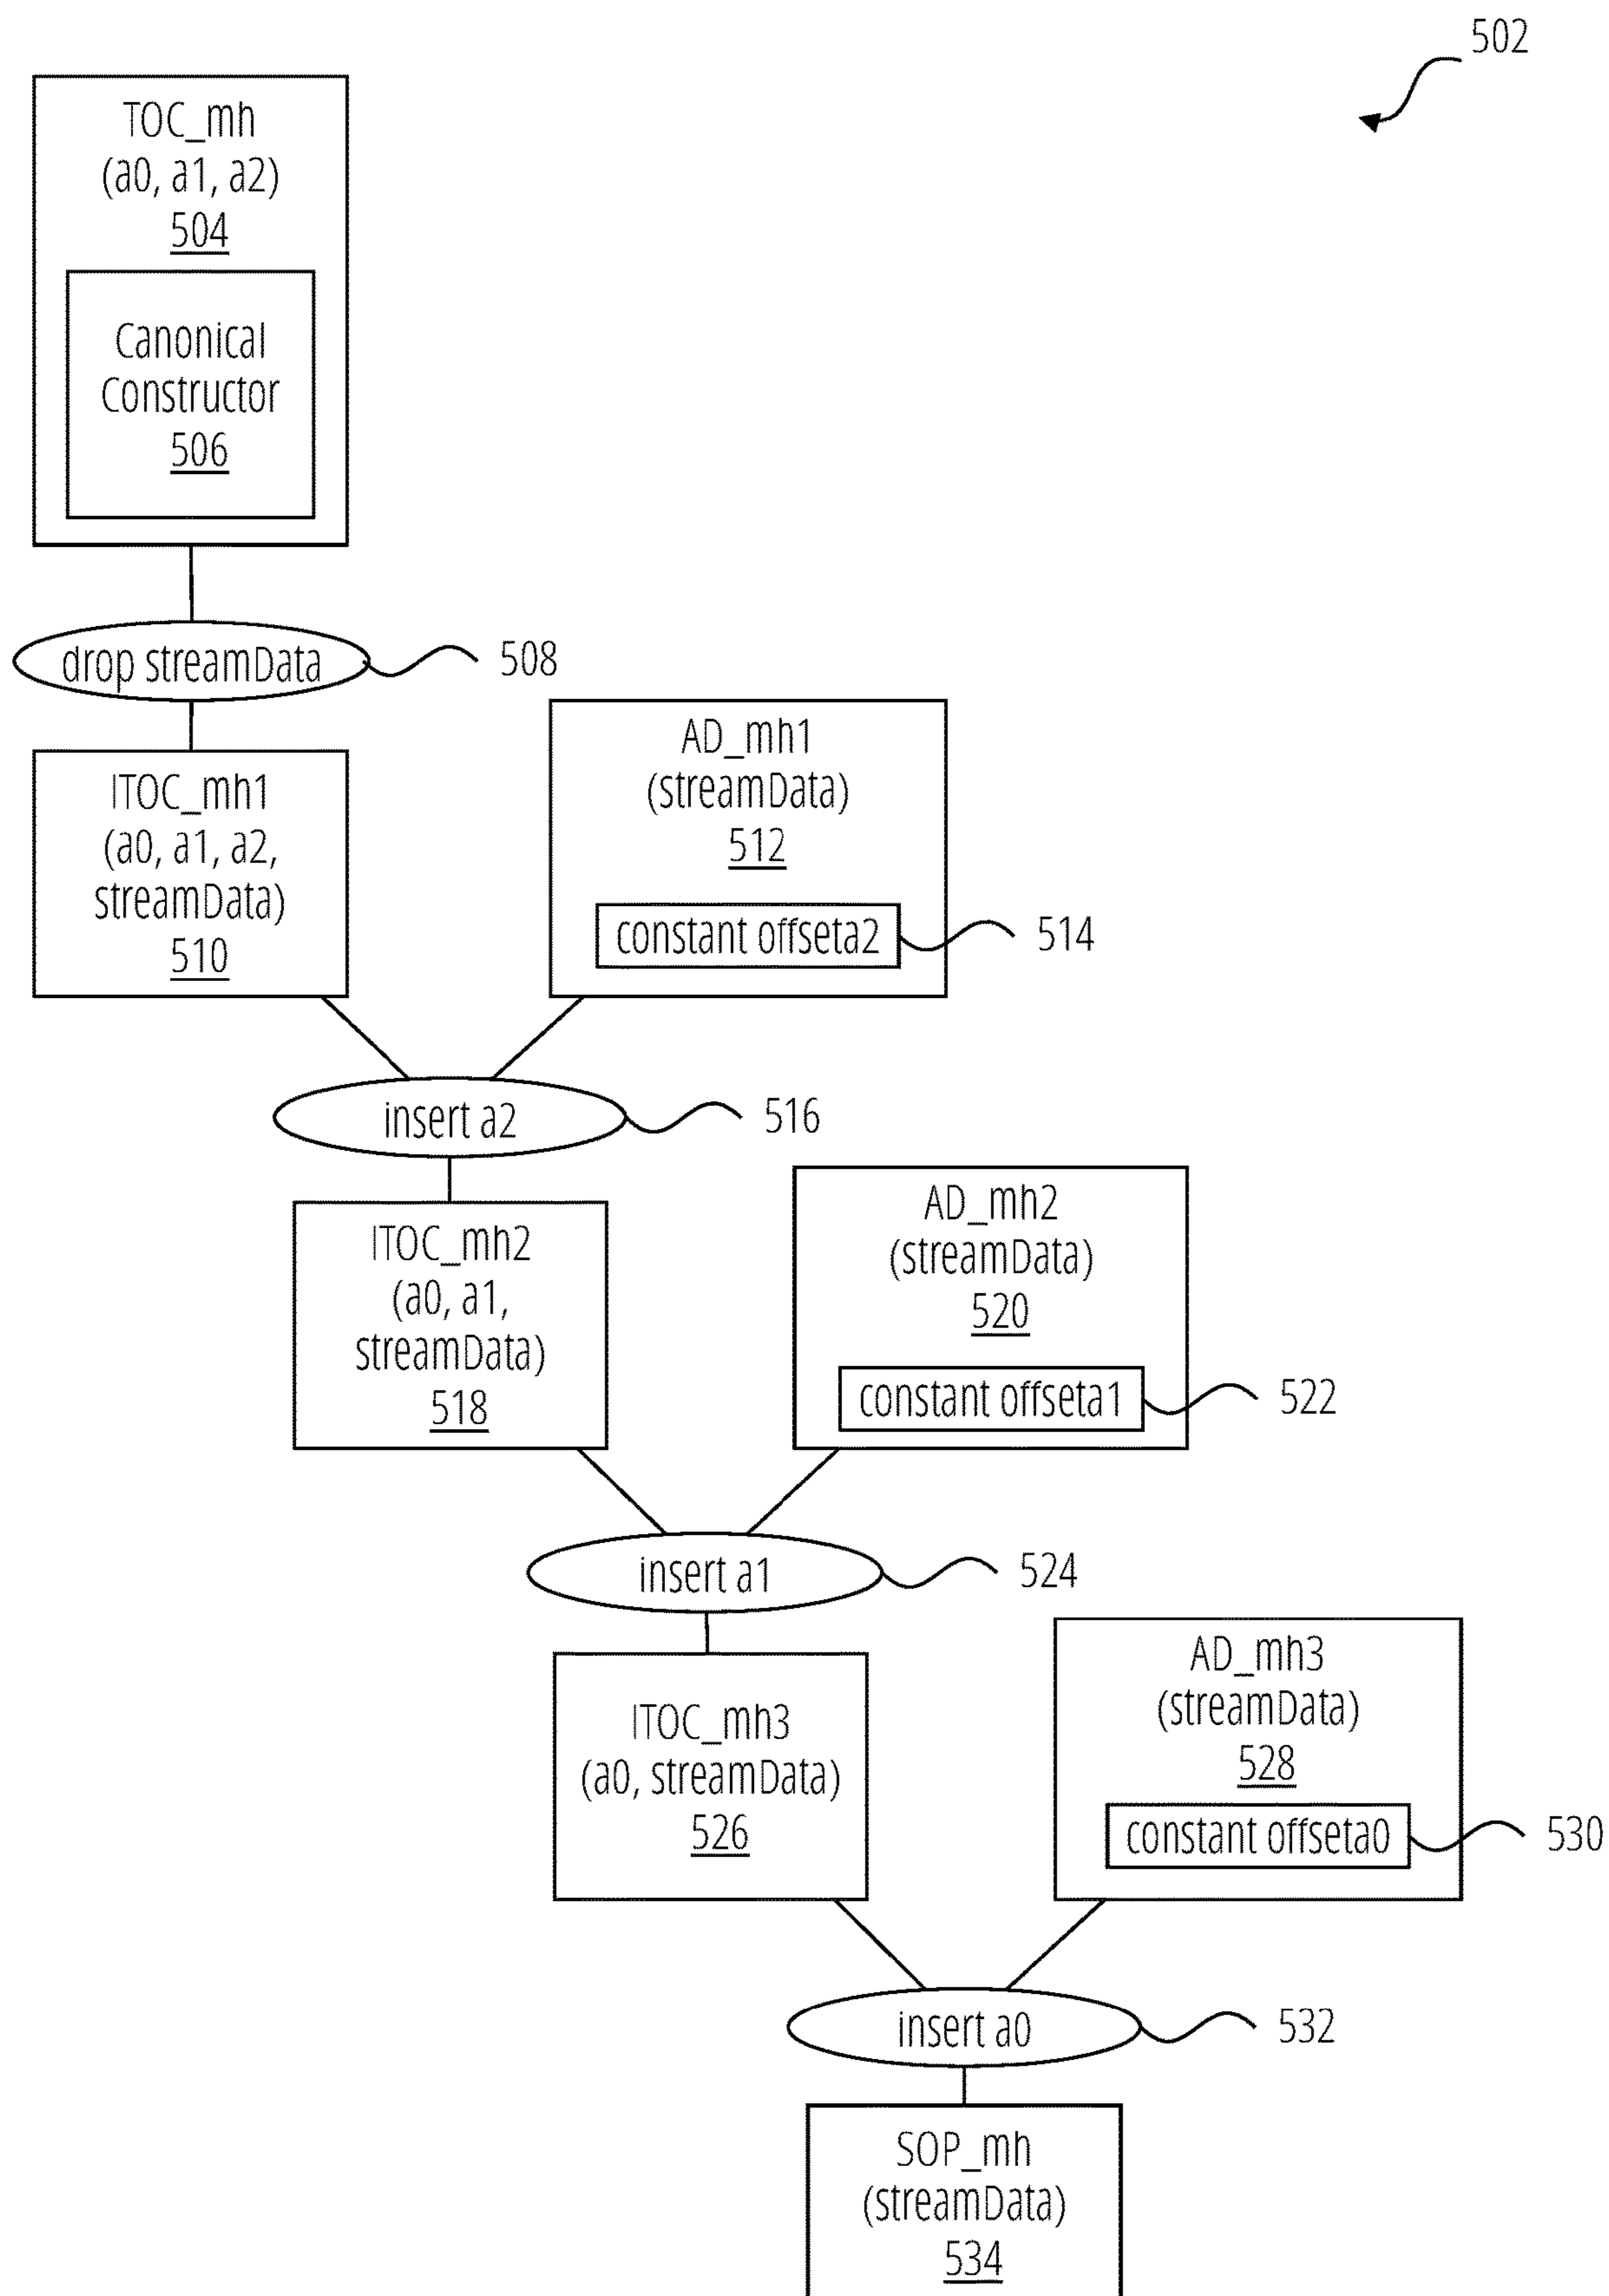 502
TOC_mh
(a0, a1, a2)
504
Canonical
Constructor
506
drop streamData
508
ITOC_mh1
(a0, a1, a2,
streamData)
510
AD_mh1
(streamData)
512
constant offseta2
514
insert a2
516
ITOC_mh2
(a0, a1,
streamData)
518
AD_mh2
(streamData)
520
constant offseta1
522
insert a1
524
ITOC_mh3
(a0, streamData)
526
AD_mh3
(streamData)
528
constant offseta0
530
insert a0
532
SOP_mh
(streamData)
534